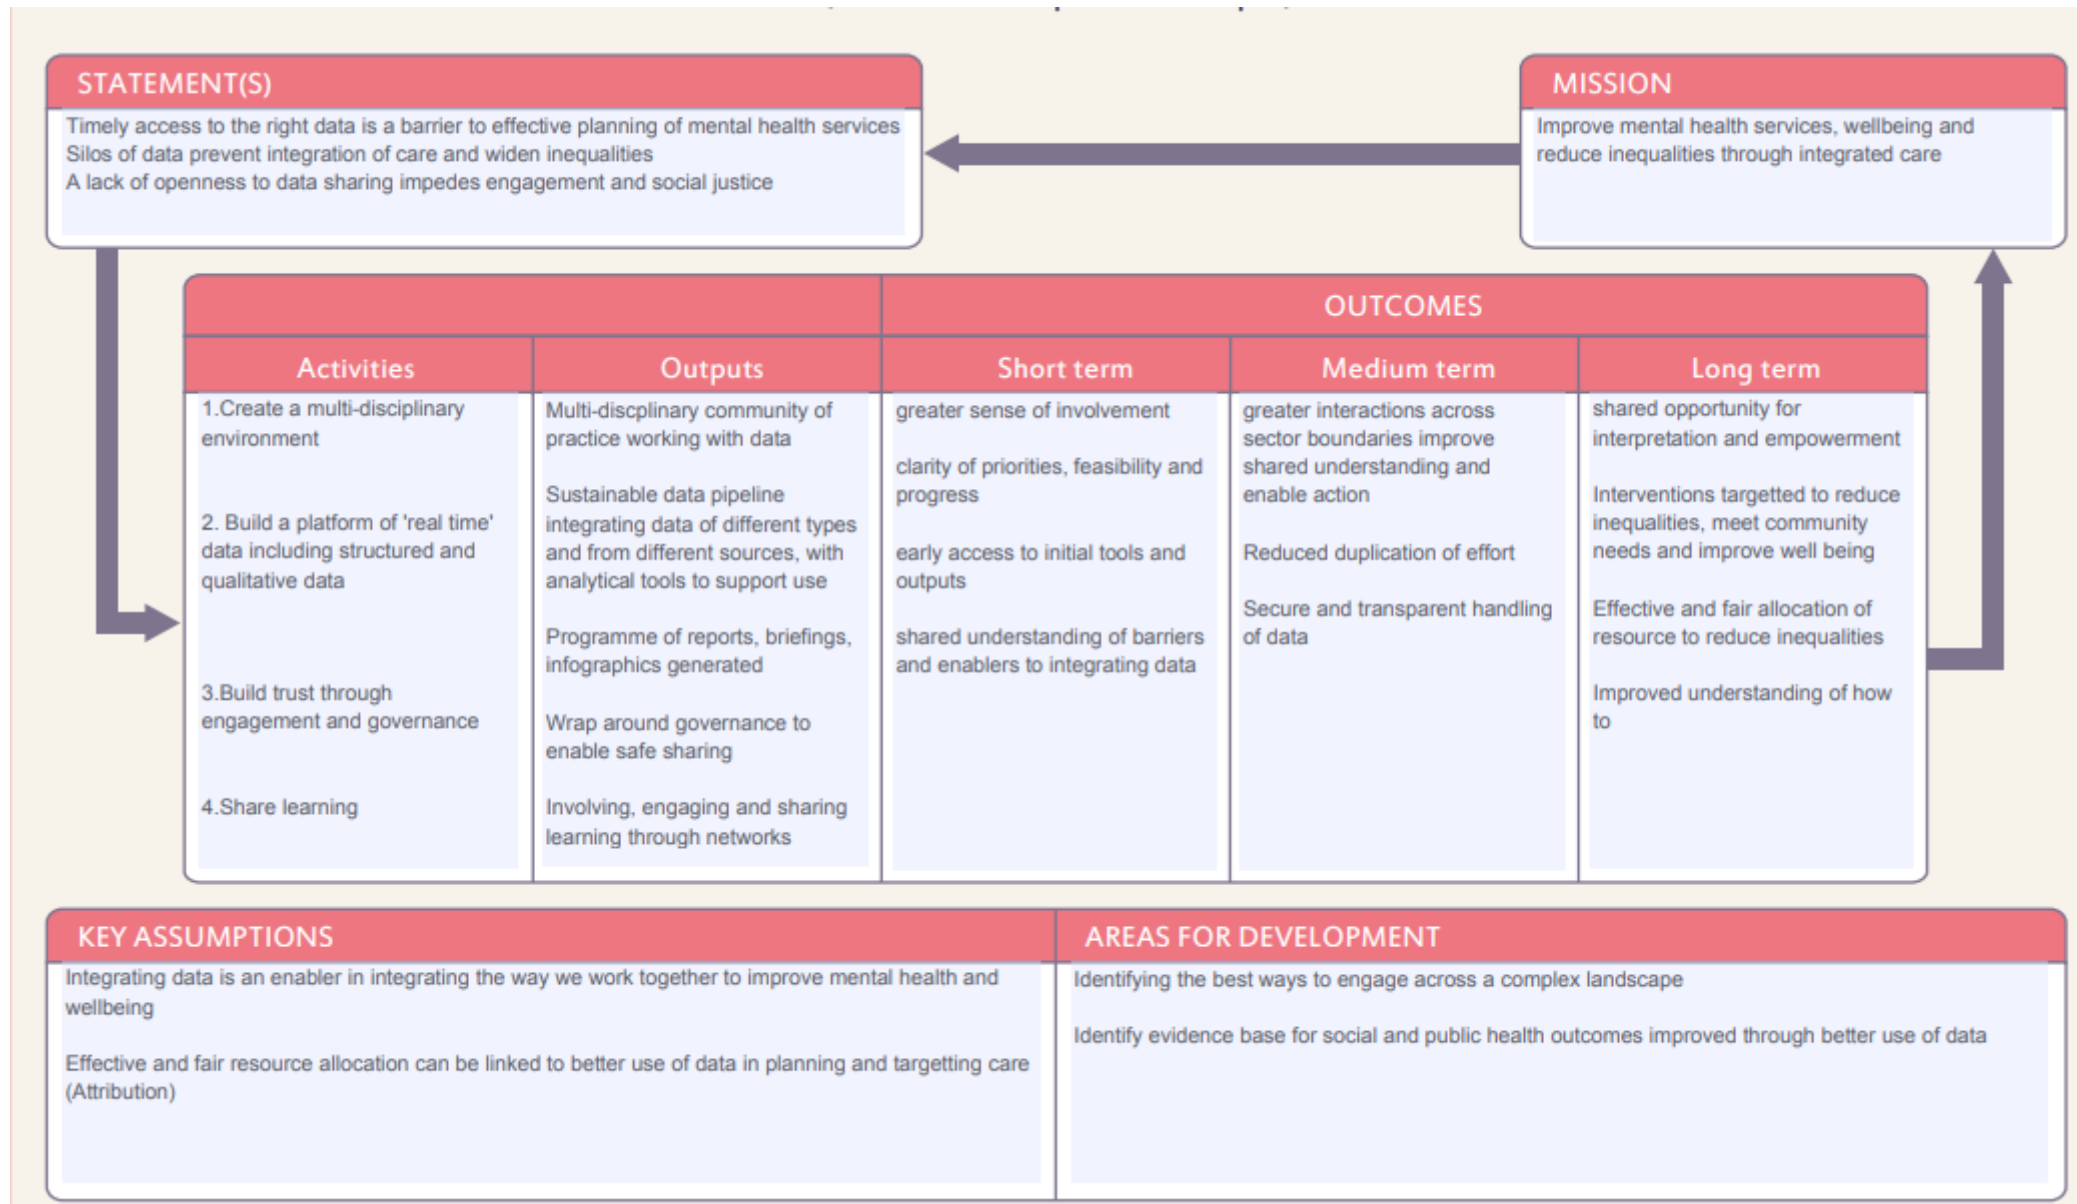 STATEMENT(S)
Timely access to the right data is a barrier to effective planning of mental health services
Silos of data prevent integration of care and widen inequalities
A lack of openness to data sharing impedes engagement and social justice
MISSION
Improve mental health services, wellbeing and
reduce inequalities through integrated care
OUTCOMES
Activities
Outputs
Short term
Medium term
Long term
1.Create a multi-disciplinary
environment
2. Build a platform of 'real time'
data including structured and
qualitative data
3.Build trust through
engagement and governance
4.Share learning
Multi-discplinary community of
practice working with data
Sustainable data pipeline
integrating data of different types
and from different sources, with
analytical tools to support use
Programme of reports, briefings,
infographics generated
Wrap around governance to
enable safe sharing
Involving, engaging and sharing
learning through networks
greater sense of involvement
clarity of priorities, feasibility and
progress
early access to initial tools and
outputs
shared understanding of barriers
and enablers to integrating data
greater interactions across
sector boundaries improve
shared understanding and
enable action
Reduced duplication of effort
Secure and transparent handling
of data
shared opportunity for
interpretation and empowerment
Interventions targetted to reduce
inequalities, meet community
needs and improve well being
Effective and fair allocation of
resource to reduce inequalities
Improved understanding of how
to
KEY ASSUMPTIONS
Integrating data is an enabler in integrating the way we work together to improve mental health and
wellbeing
Effective and fair resource allocation can be linked to better use of data in planning and targetting care
(Attribution)
AREAS FOR DEVELOPMENT
Identifying the best ways to engage across a complex landscape
Identify evidence base for social and public health outcomes improved through better use of data